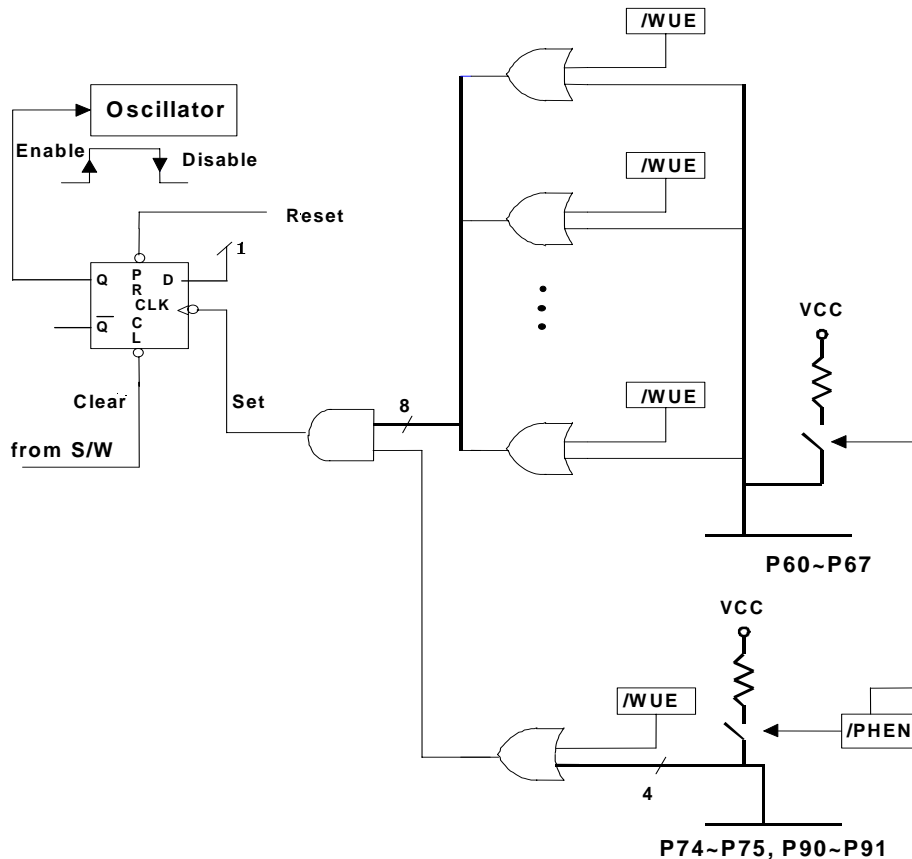 /WUE
Oscillator
Enable
Disable
/WUE
Reset
1
Q
P
R
D
CLK
Q
C
L
VCC
/WUE
Clear
Set
8
from S/W
P60~P67
VCC
/WUE
/PHEN
4
P74~P75, P90~P91